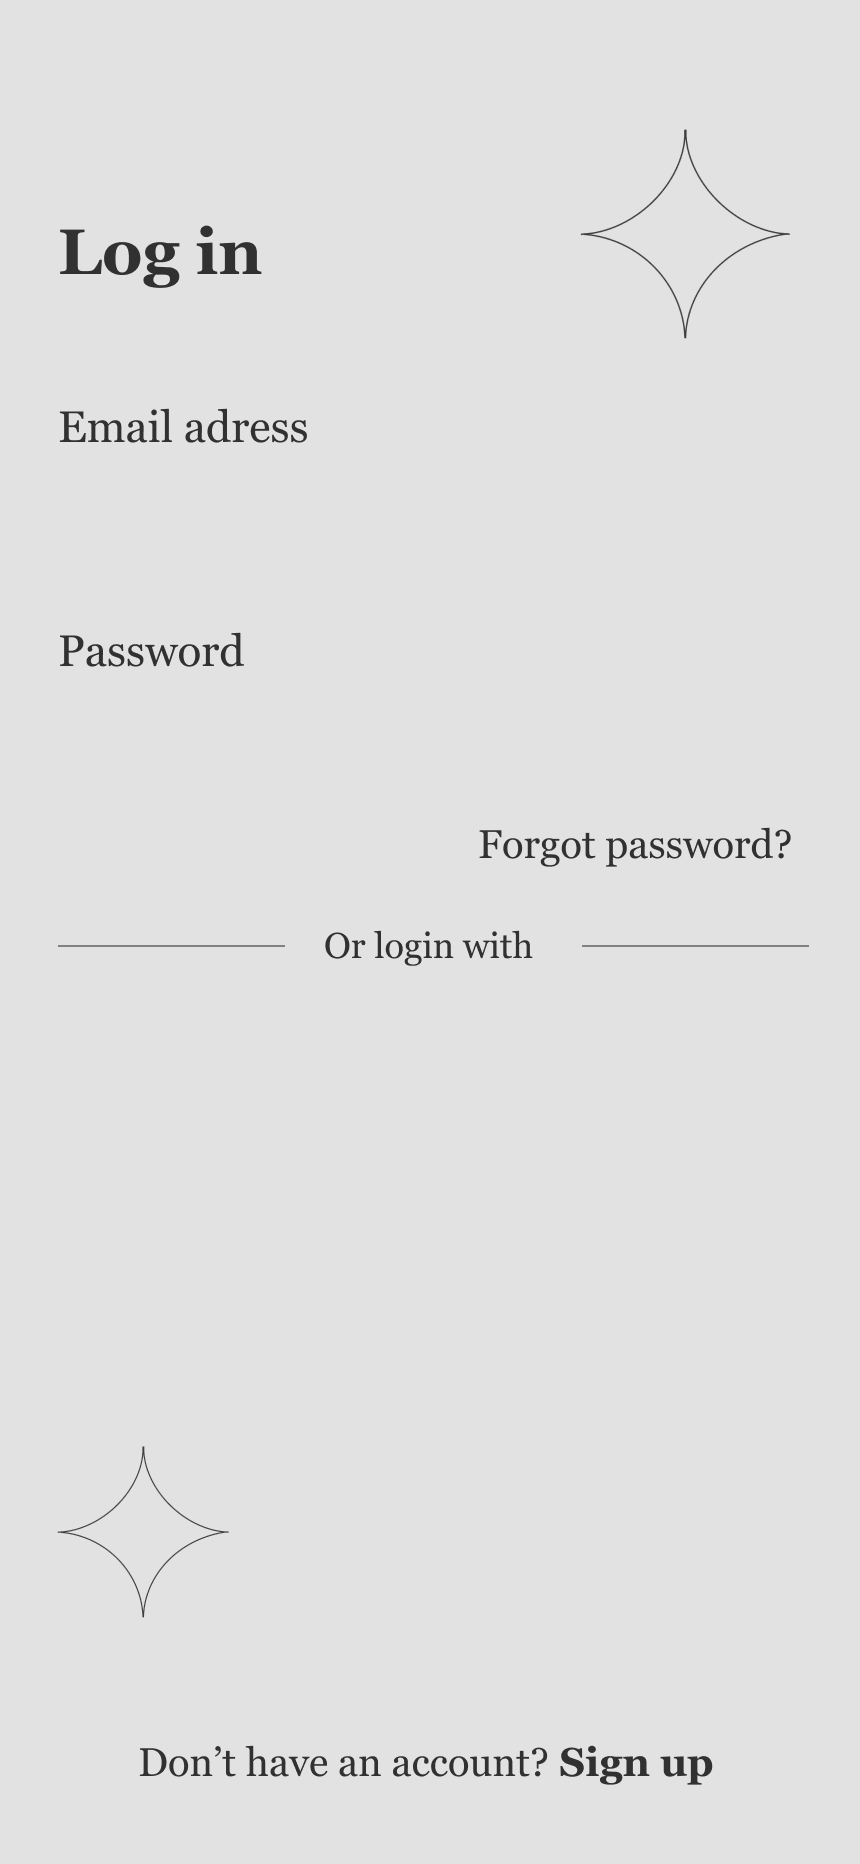 Log in
Email adress
Password
Forgot password?
Or login with
Don’t have an account? Sign up